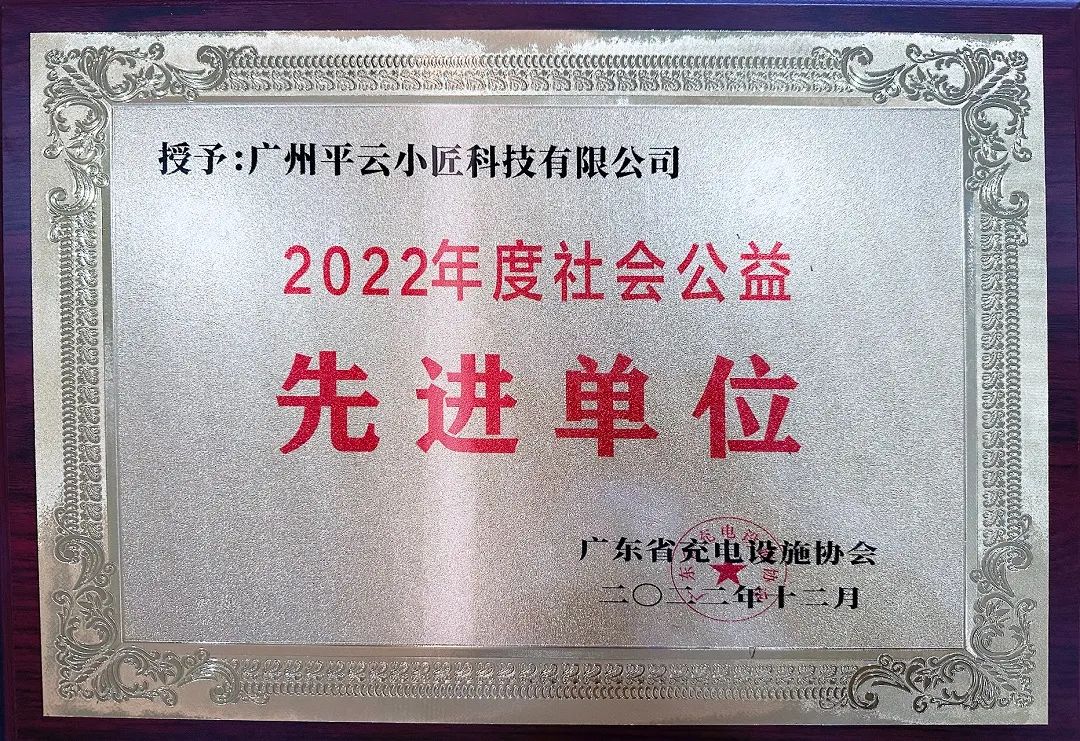 授予:广州平云小匠科技有限公司
2022年度社会公益
先进单位
广东省充电设施协会
二〇二二年十二月